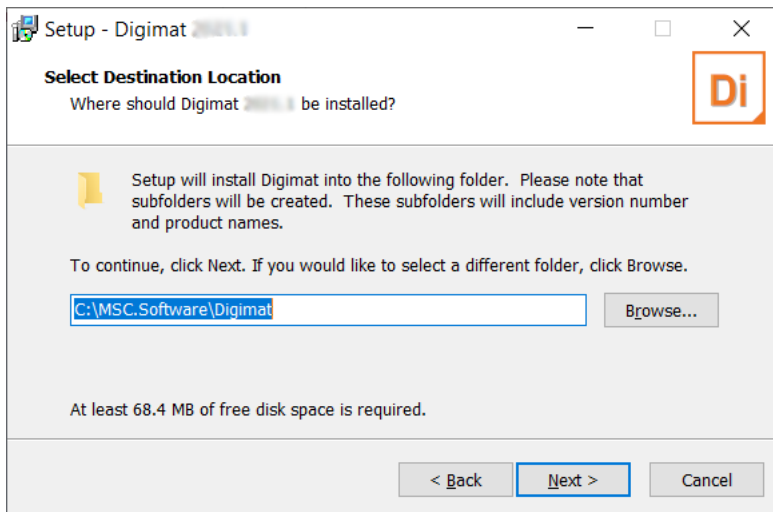 Setup - Digimat
Select Destination Location
Where should Digimat be installed?
Di
Setup will install Digimat into the following folder. Please note that
subfolders will be created. These subfolders will include version number
and product names.
To continue, click Next. If you would like to select a different folder, click Browse.
C:\MSC.Software\Digimat
Browse...
At least 68.4 MB of free disk space is required.
< Back
Next >
Cancel